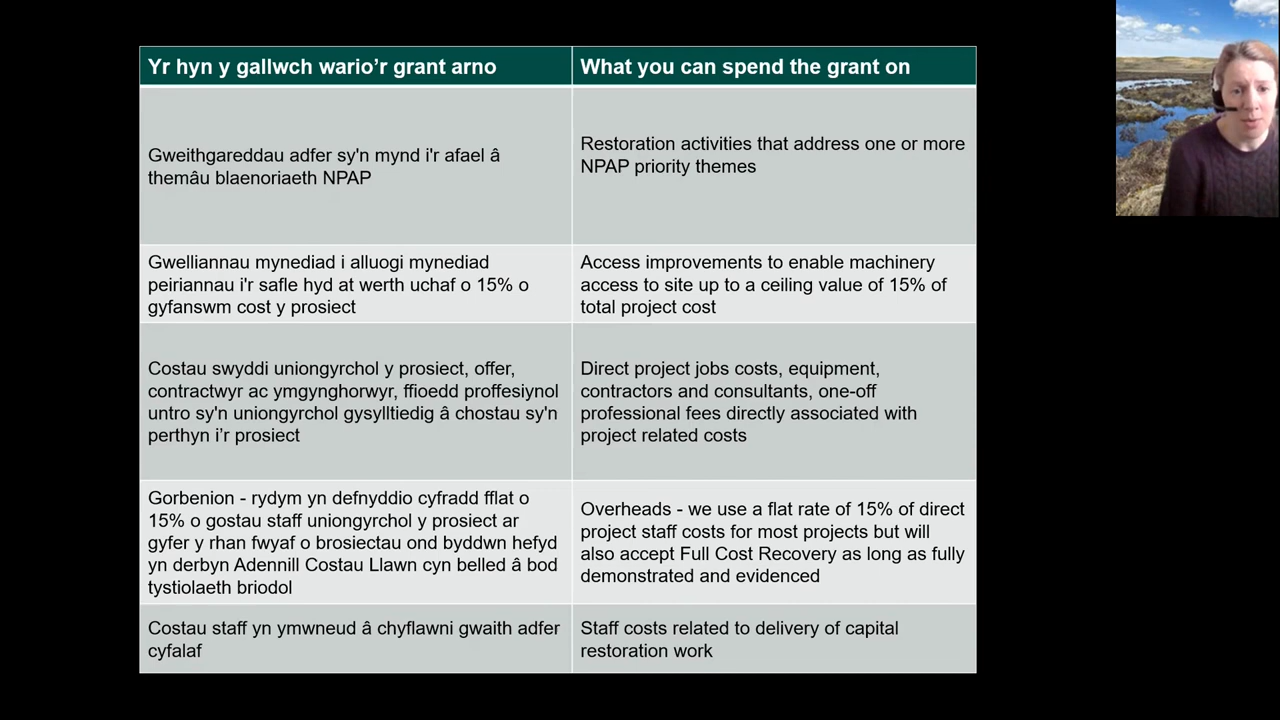 Yr hyn y gallwch wario’r grant arno
What you can spend the grant on
Gweithgareddau adfer sy'n mynd i'r afael â
themâu blaenoriaeth NPAP
Restoration activities that address one or more
NPAP priority themes
Gwelliannau mynediad i alluogi mynediad
peiriannau i'r safle hyd at werth uchaf o 15% o
gyfanswm cost y prosiect
Access improvements to enable machinery
access to site up to a ceiling value of 15% of
total project cost
Costau swyddi uniongyrchol y prosiect, offer,
contractwyr ac ymgynghorwyr, ffioedd proffesiynol
untro sy'n uniongyrchol gysylltiedig â chostau sy'n
perthyn i’r prosiect
Direct project jobs costs, equipment,
contractors and consultants, one-off
professional fees directly associated with
project related costs
Gorbenion - rydym yn defnyddio cyfradd fflat o
15% o gostau staff uniongyrchol y prosiect ar
gyfer y rhan fwyaf o brosiectau ond byddwn hefyd
yn derbyn Adennill Costau Llawn cyn belled â bod
tystiolaeth briodol
Overheads - we use a flat rate of 15% of direct
project staff costs for most projects but will
also accept Full Cost Recovery as long as fully
demonstrated and evidenced
Costau staff yn ymwneud â chyflawni gwaith adfer
cyfalaf
Staff costs related to delivery of capital
restoration work